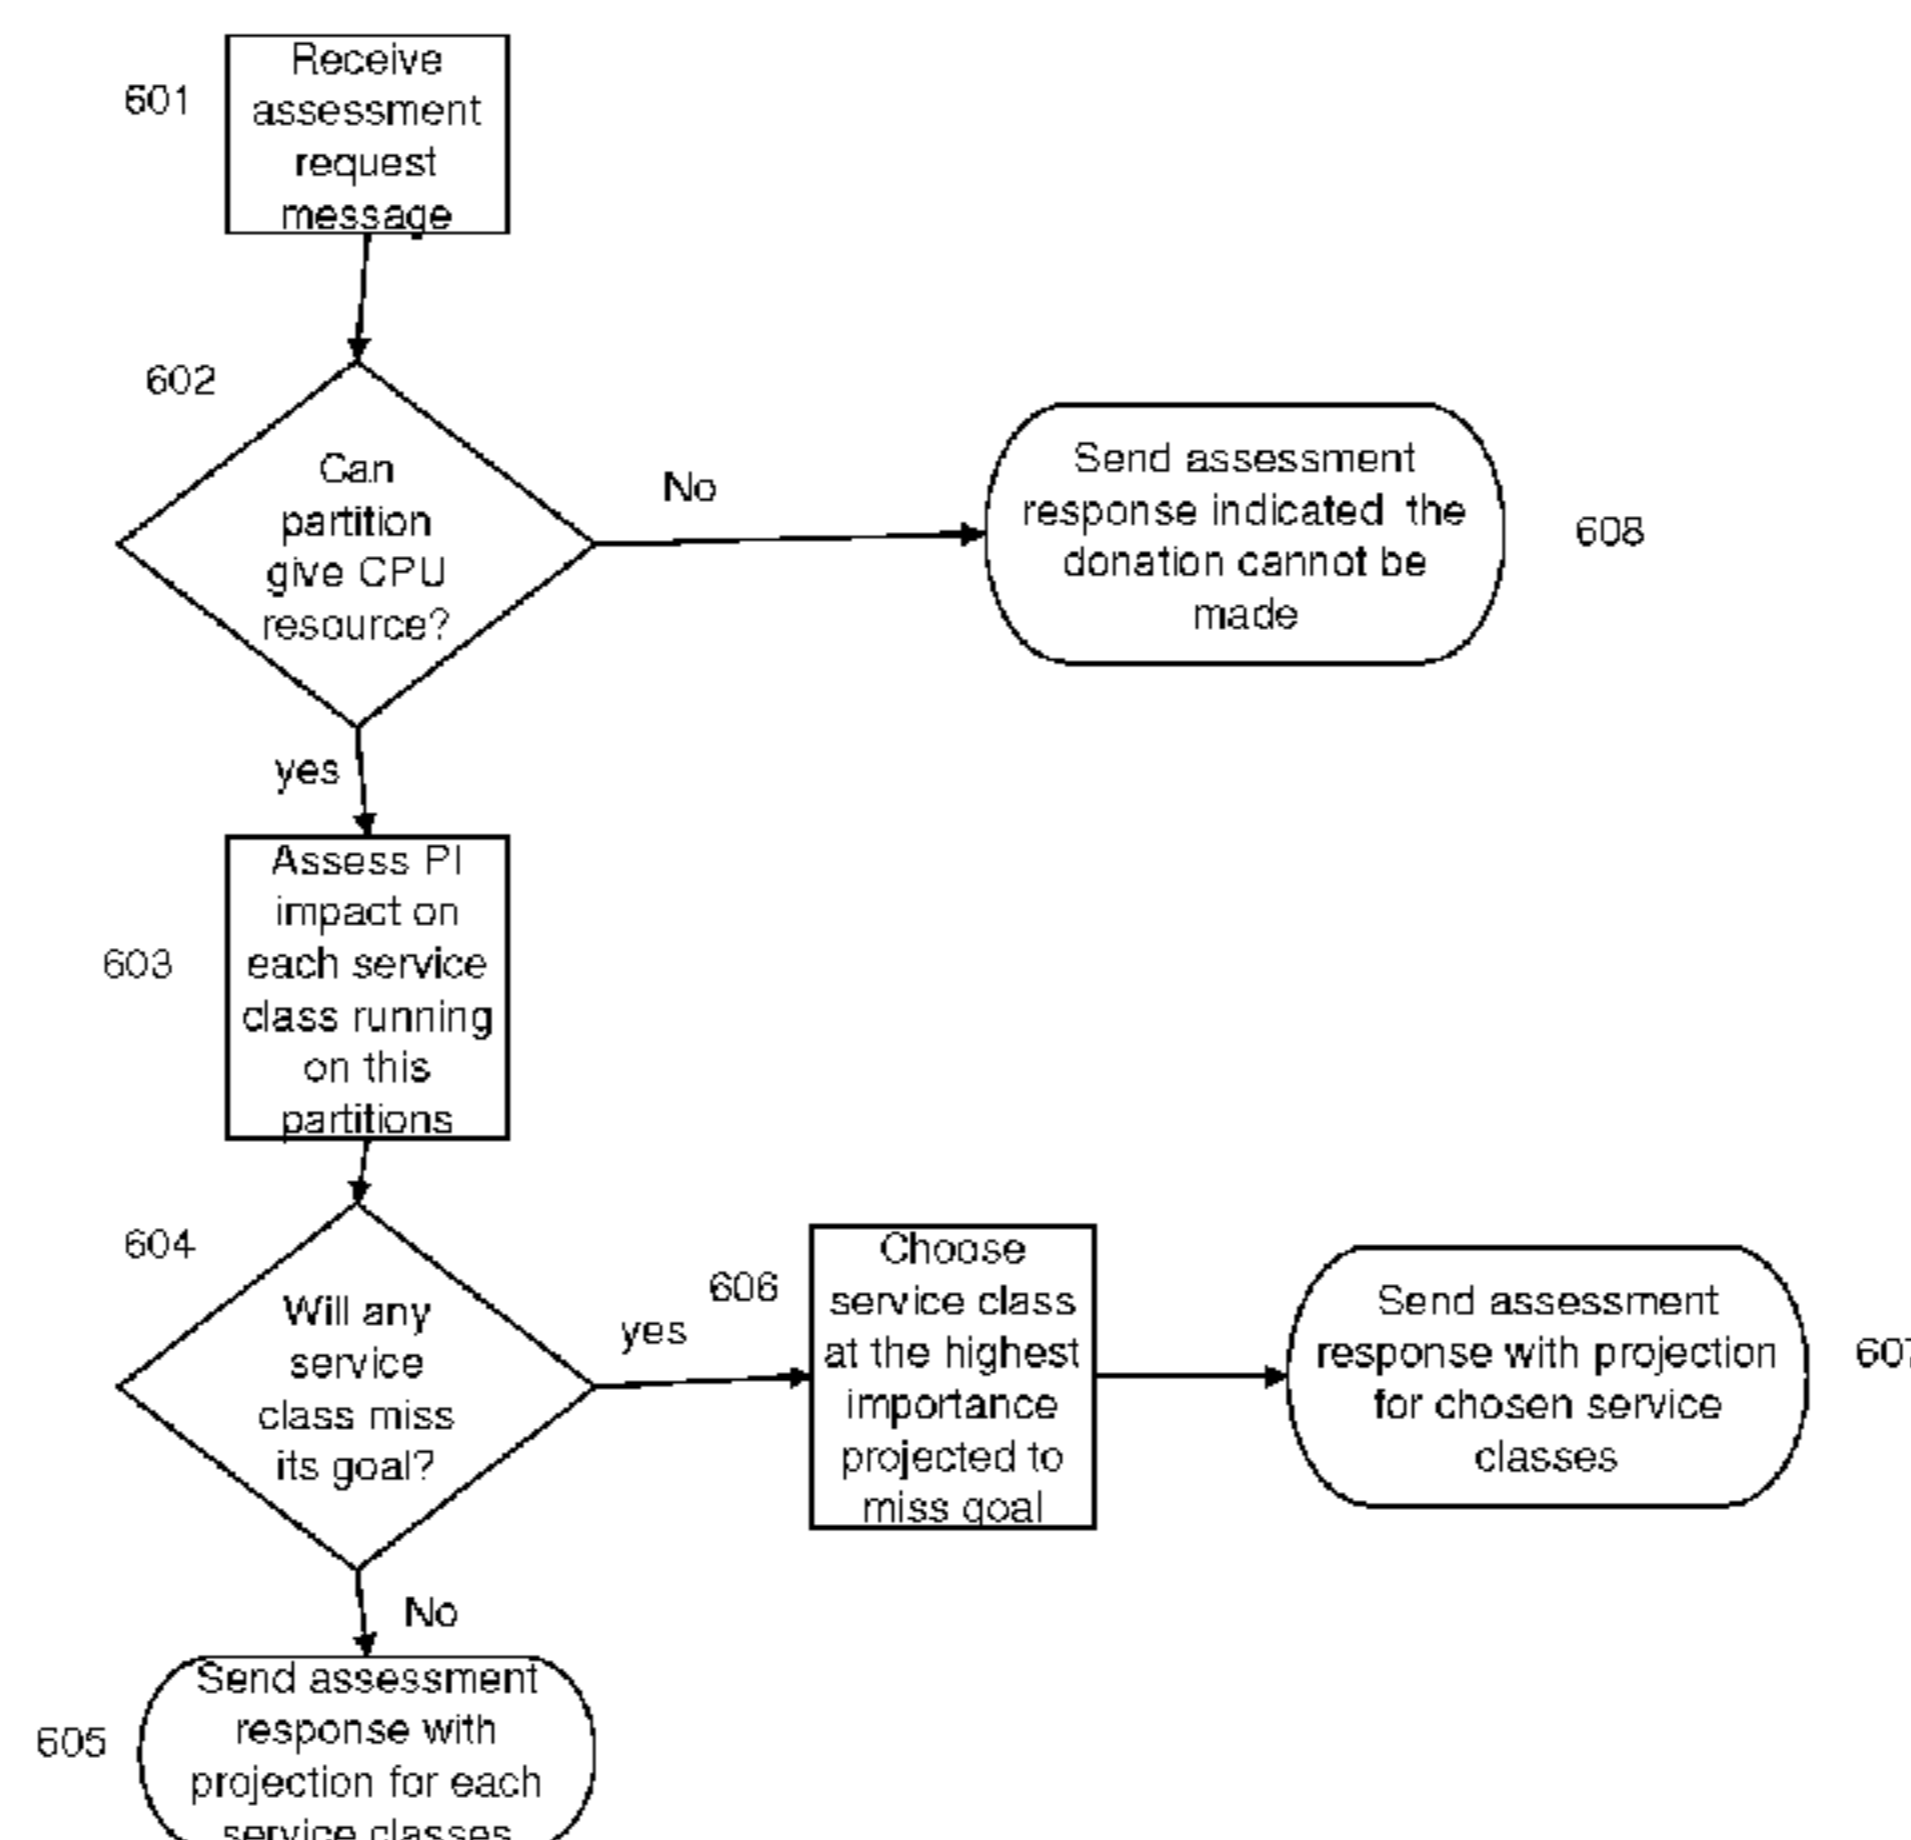 601
Receive
assessment
request
message
602
Can
partition
give CPU
resource?
No
Send assessment
response indicated  the
donation cannot be
made
608
yes
603
Assess PI
impact on
each service
class running
on this
partitions
604
Will any
service
class miss
its goal?
yes
606
Choose
service class
at the highest
importance
projected to
miss goal
Send assessment
response with projection
for chosen service
classes
607
No
605
Send assessment
response with
projection for each
service classes